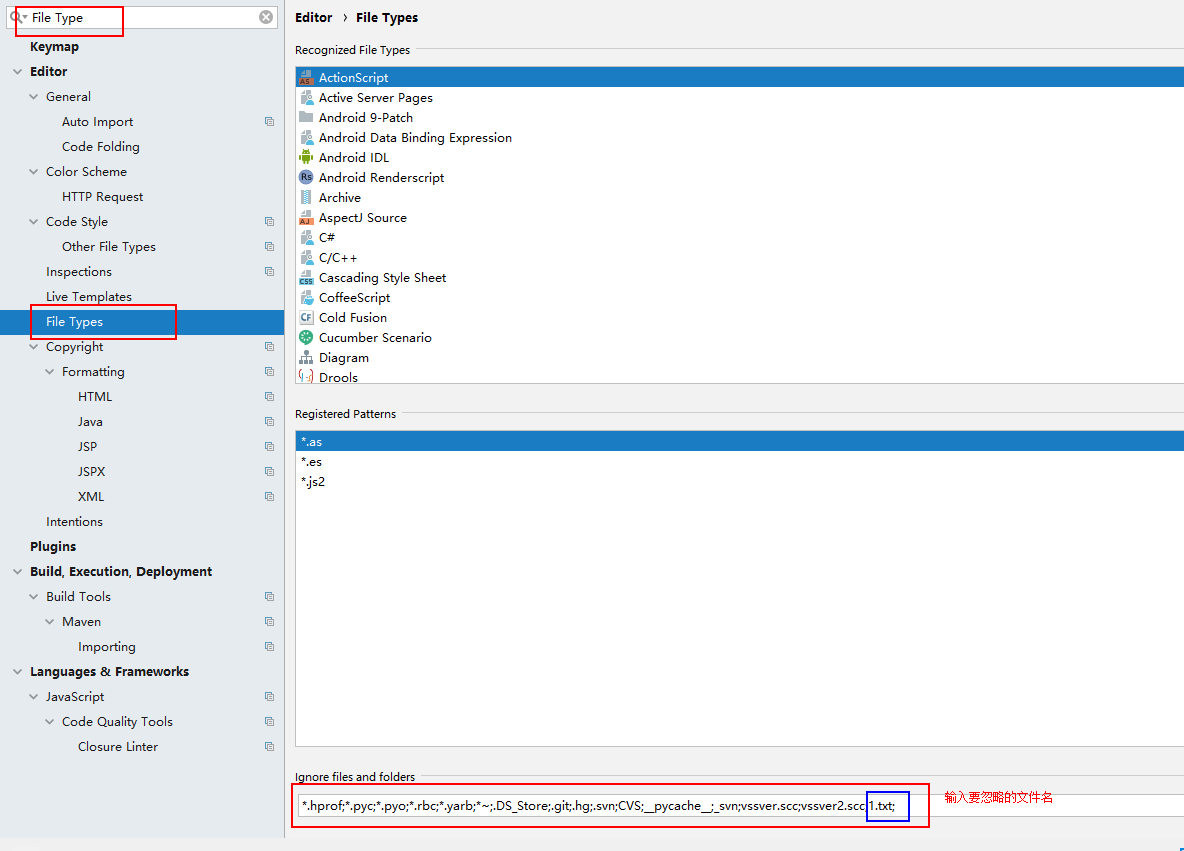 File Type
Keymap
Editor
General
Auto Import
Code Folding
Color Scheme
HTTP Request
Code Style
Other File Types
Inspections
Live Templates
File Types
Copyright
Formatting
HTML
Java
JSP
JSPX
XML
Intentions
Plugins
Build, Execution, Deployment
Build Tools
Maven
Importing
Languages & Frameworks
JavaScript
Code Quality Tools
Closure Linter
Editor › File Types
Recognized File Types
AS ActionScript
Active Server Pages
Android 9-Patch
Android Data Binding Expression
Android IDL
Rs Android Renderscript
Archive
AJ AspectJ Source
C#
C/C++
CSS Cascading Style Sheet
CoffeeScript
CF Cold Fusion
Cucumber Scenario
Diagram
Drools
Registered Patterns
*.as
*.es
*.js2
Ignore files and folders
*.hprof;*.pyc;*.pyo;*.rbc;*.yarb;*~;.DS_Store;.git;.hg;.svn;CVS;__pycache__;_svn;vssver.scc;vssver2.scc;1.txt;
输入要忽略的文件名